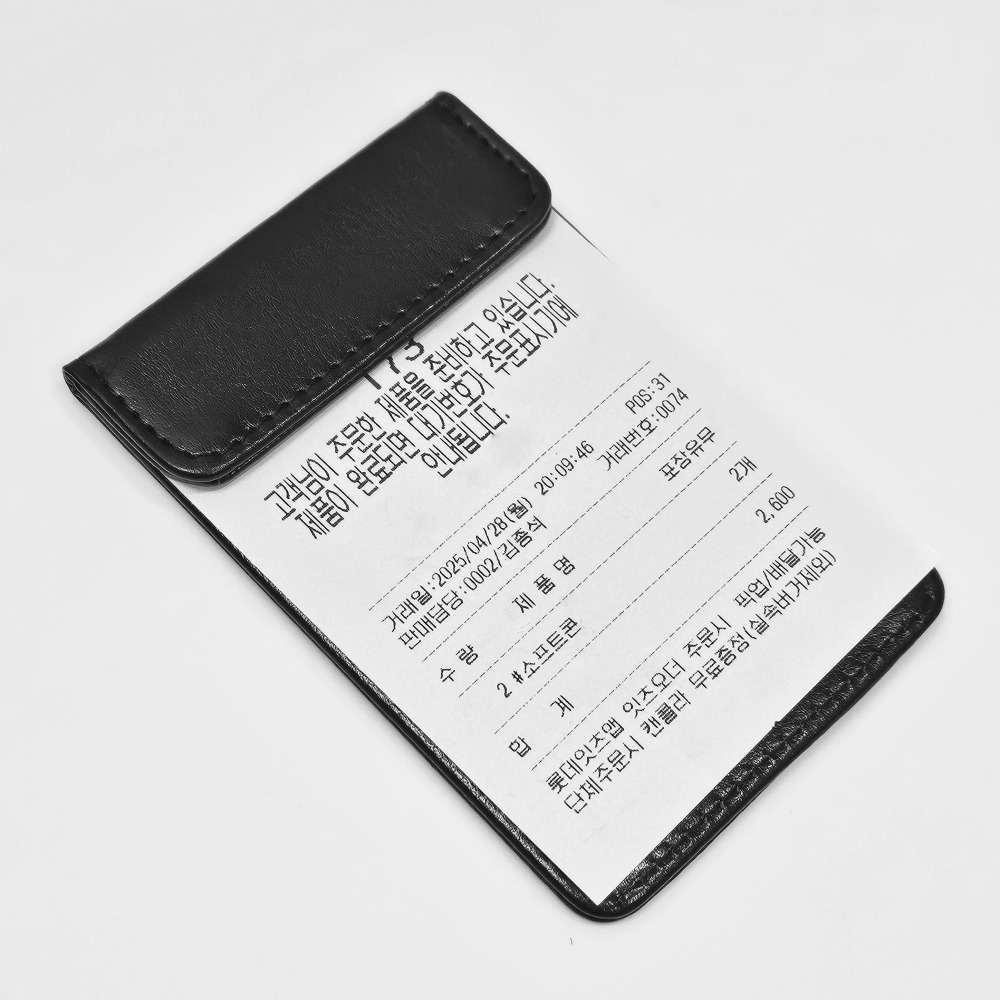 고객님이 주문한 제품을 준비하고 있습니다.
제품이 완료되면 대기번호가 주문표시기에
안내됩니다.
POS:31
거래일:2025/04/28(월) 20:09:46 거래번호:0074
판매담당:0002/김종석
수 량 제 품 명 포장유무
2 #소프트콘
합 계 2개
2,600
롯데잇츠앱 잇츠오더 주문시 픽업/배달가능
단체주문시 캔콜라 무료증정(실속버거제외)